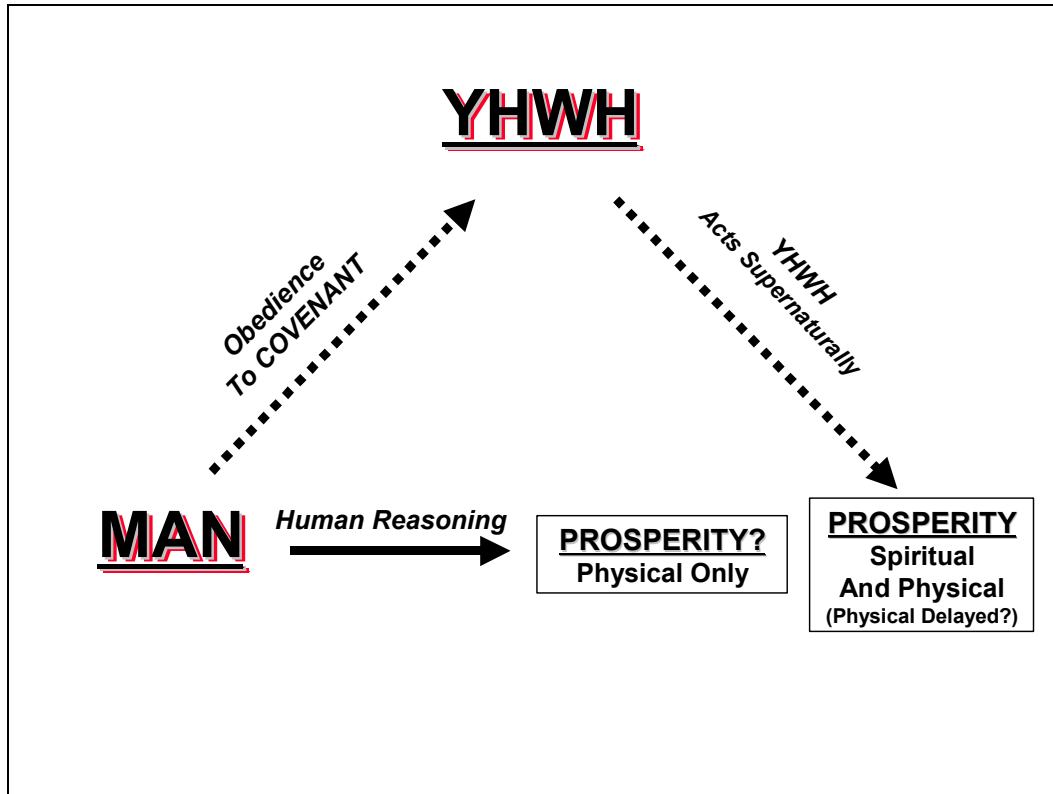 YHWH
Obedience
To COVENANT
YHWH
Acts Supernaturally
MAN
Human Reasoning
PROSPERITY?
Physical Only
PROSPERITY
Spiritual
And Physical
(Physical Delayed?)